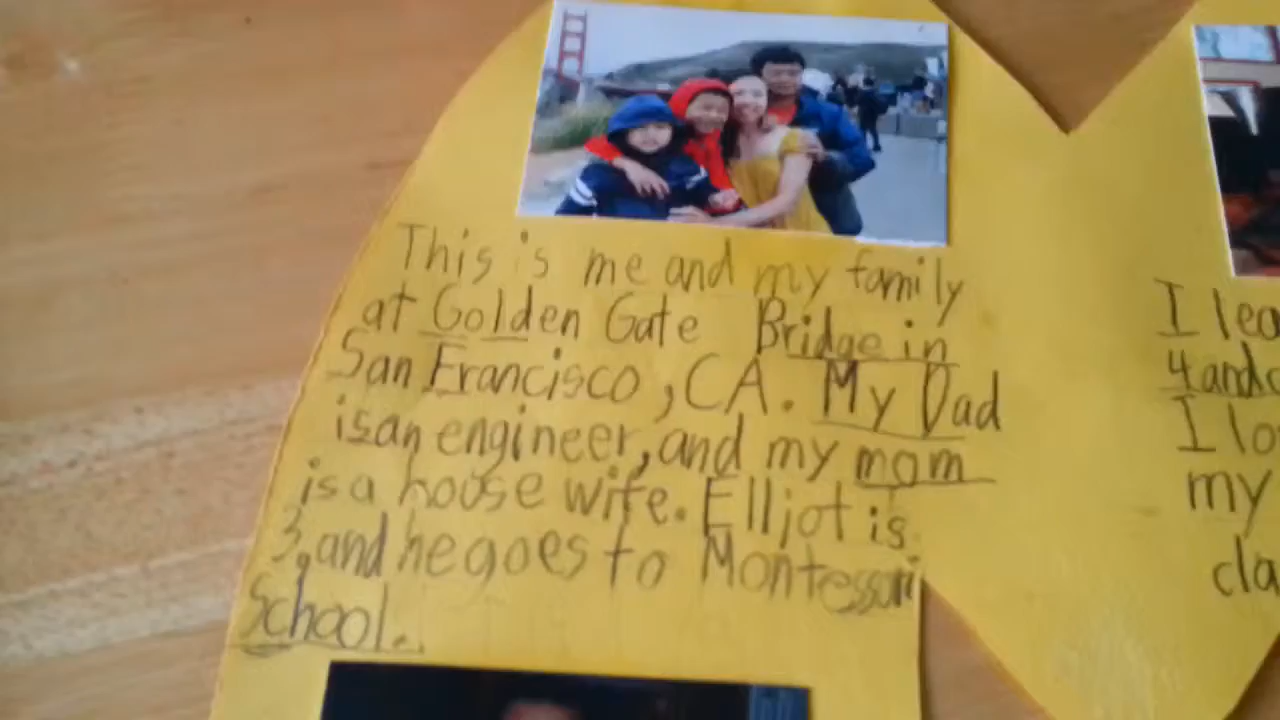 This is me and my family
at Golden Gate Bridge in
San Francisco, CA. My Dad
is an engineer, and my mom
is a house wife. Elliot is
3, and he goes to Montessori
School.
I lea
4 and
I lo
my
cla